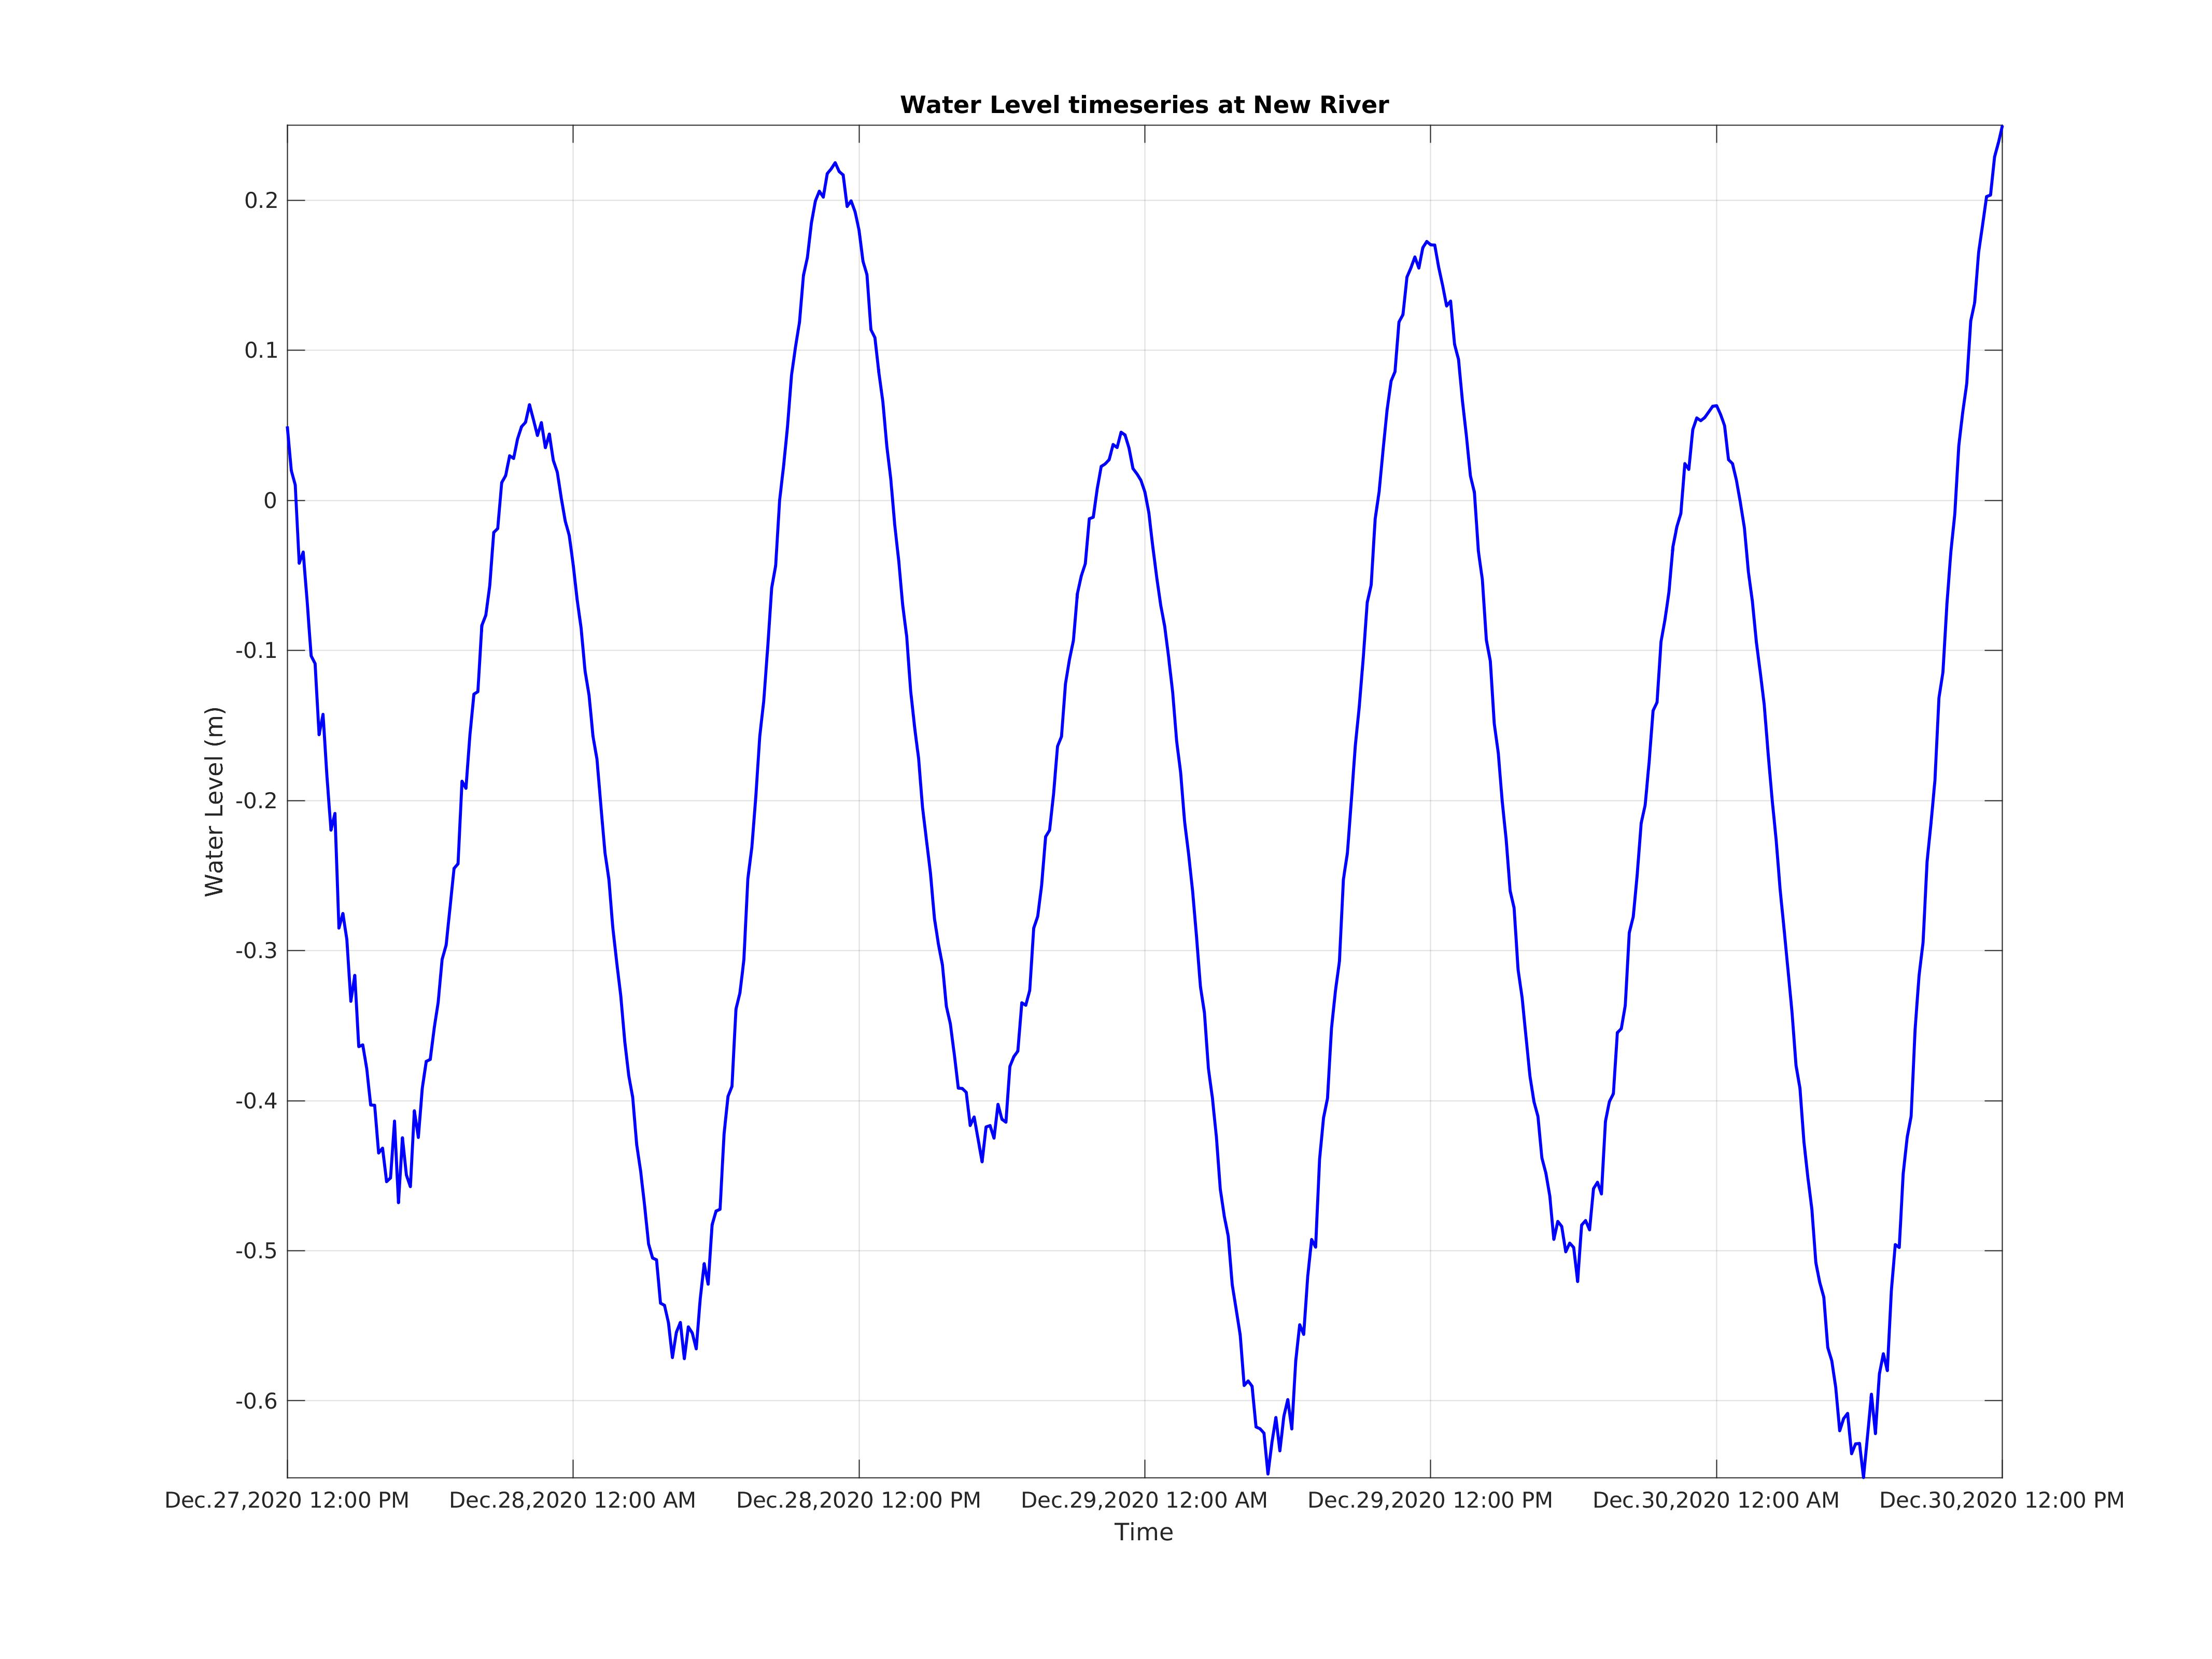 Water Level timeseries at New River
0.2
0.1
0
-0.1
-0.2
-0.3
-0.4
-0.5
-0.6
Water Level (m)
Dec.27,2020 12:00 PM
Dec.28,2020 12:00 AM
Dec.28,2020 12:00 PM
Dec.29,2020 12:00 AM
Dec.29,2020 12:00 PM
Dec.30,2020 12:00 AM
Dec.30,2020 12:00 PM
Time